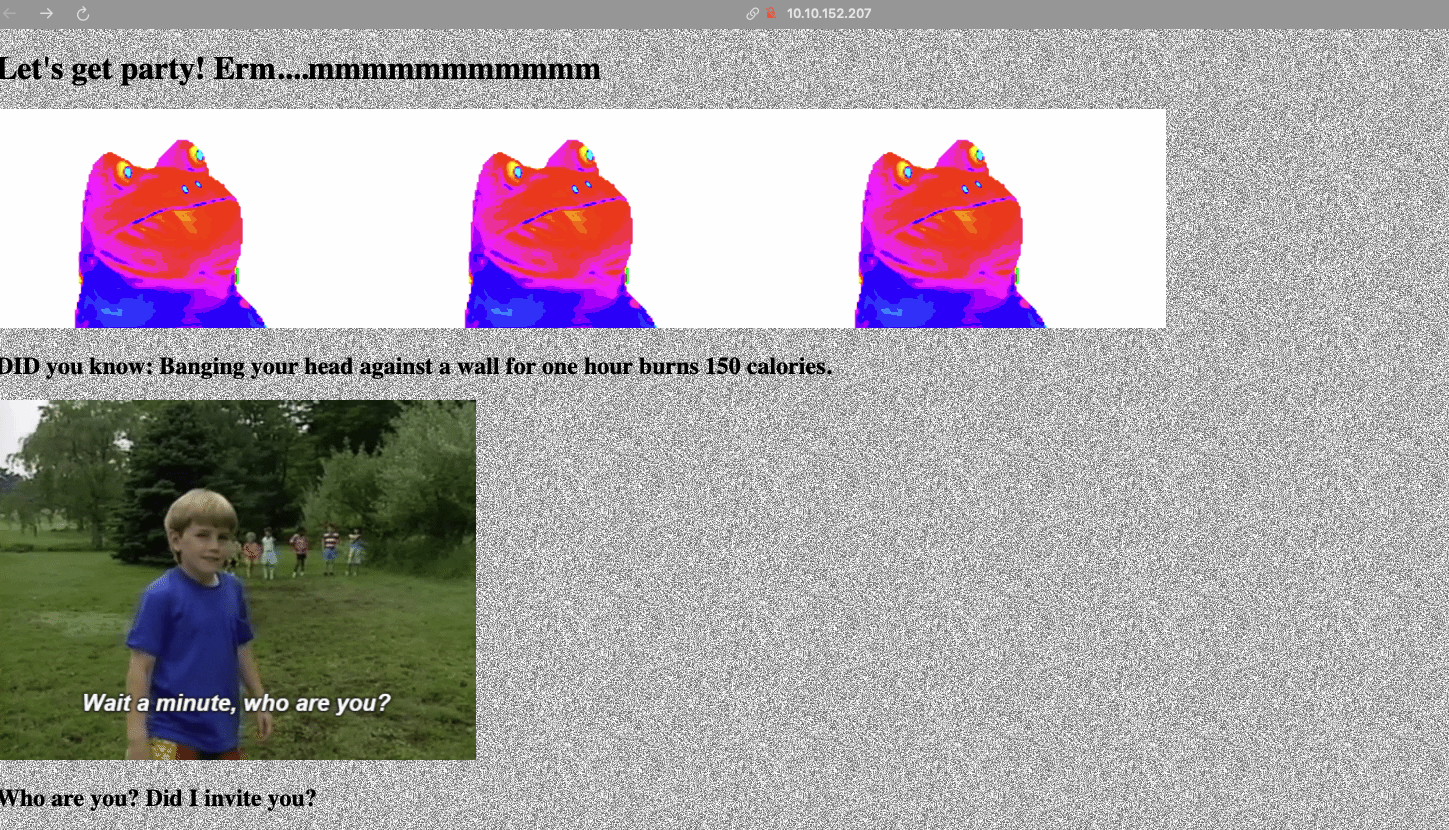 10.10.152.207
Let's get party! Erm....mmmmmmmmmmm
DID you know: Banging your head against a wall for one hour burns 150 calories.
Wait a minute, who are you?
Who are you? Did I invite you?